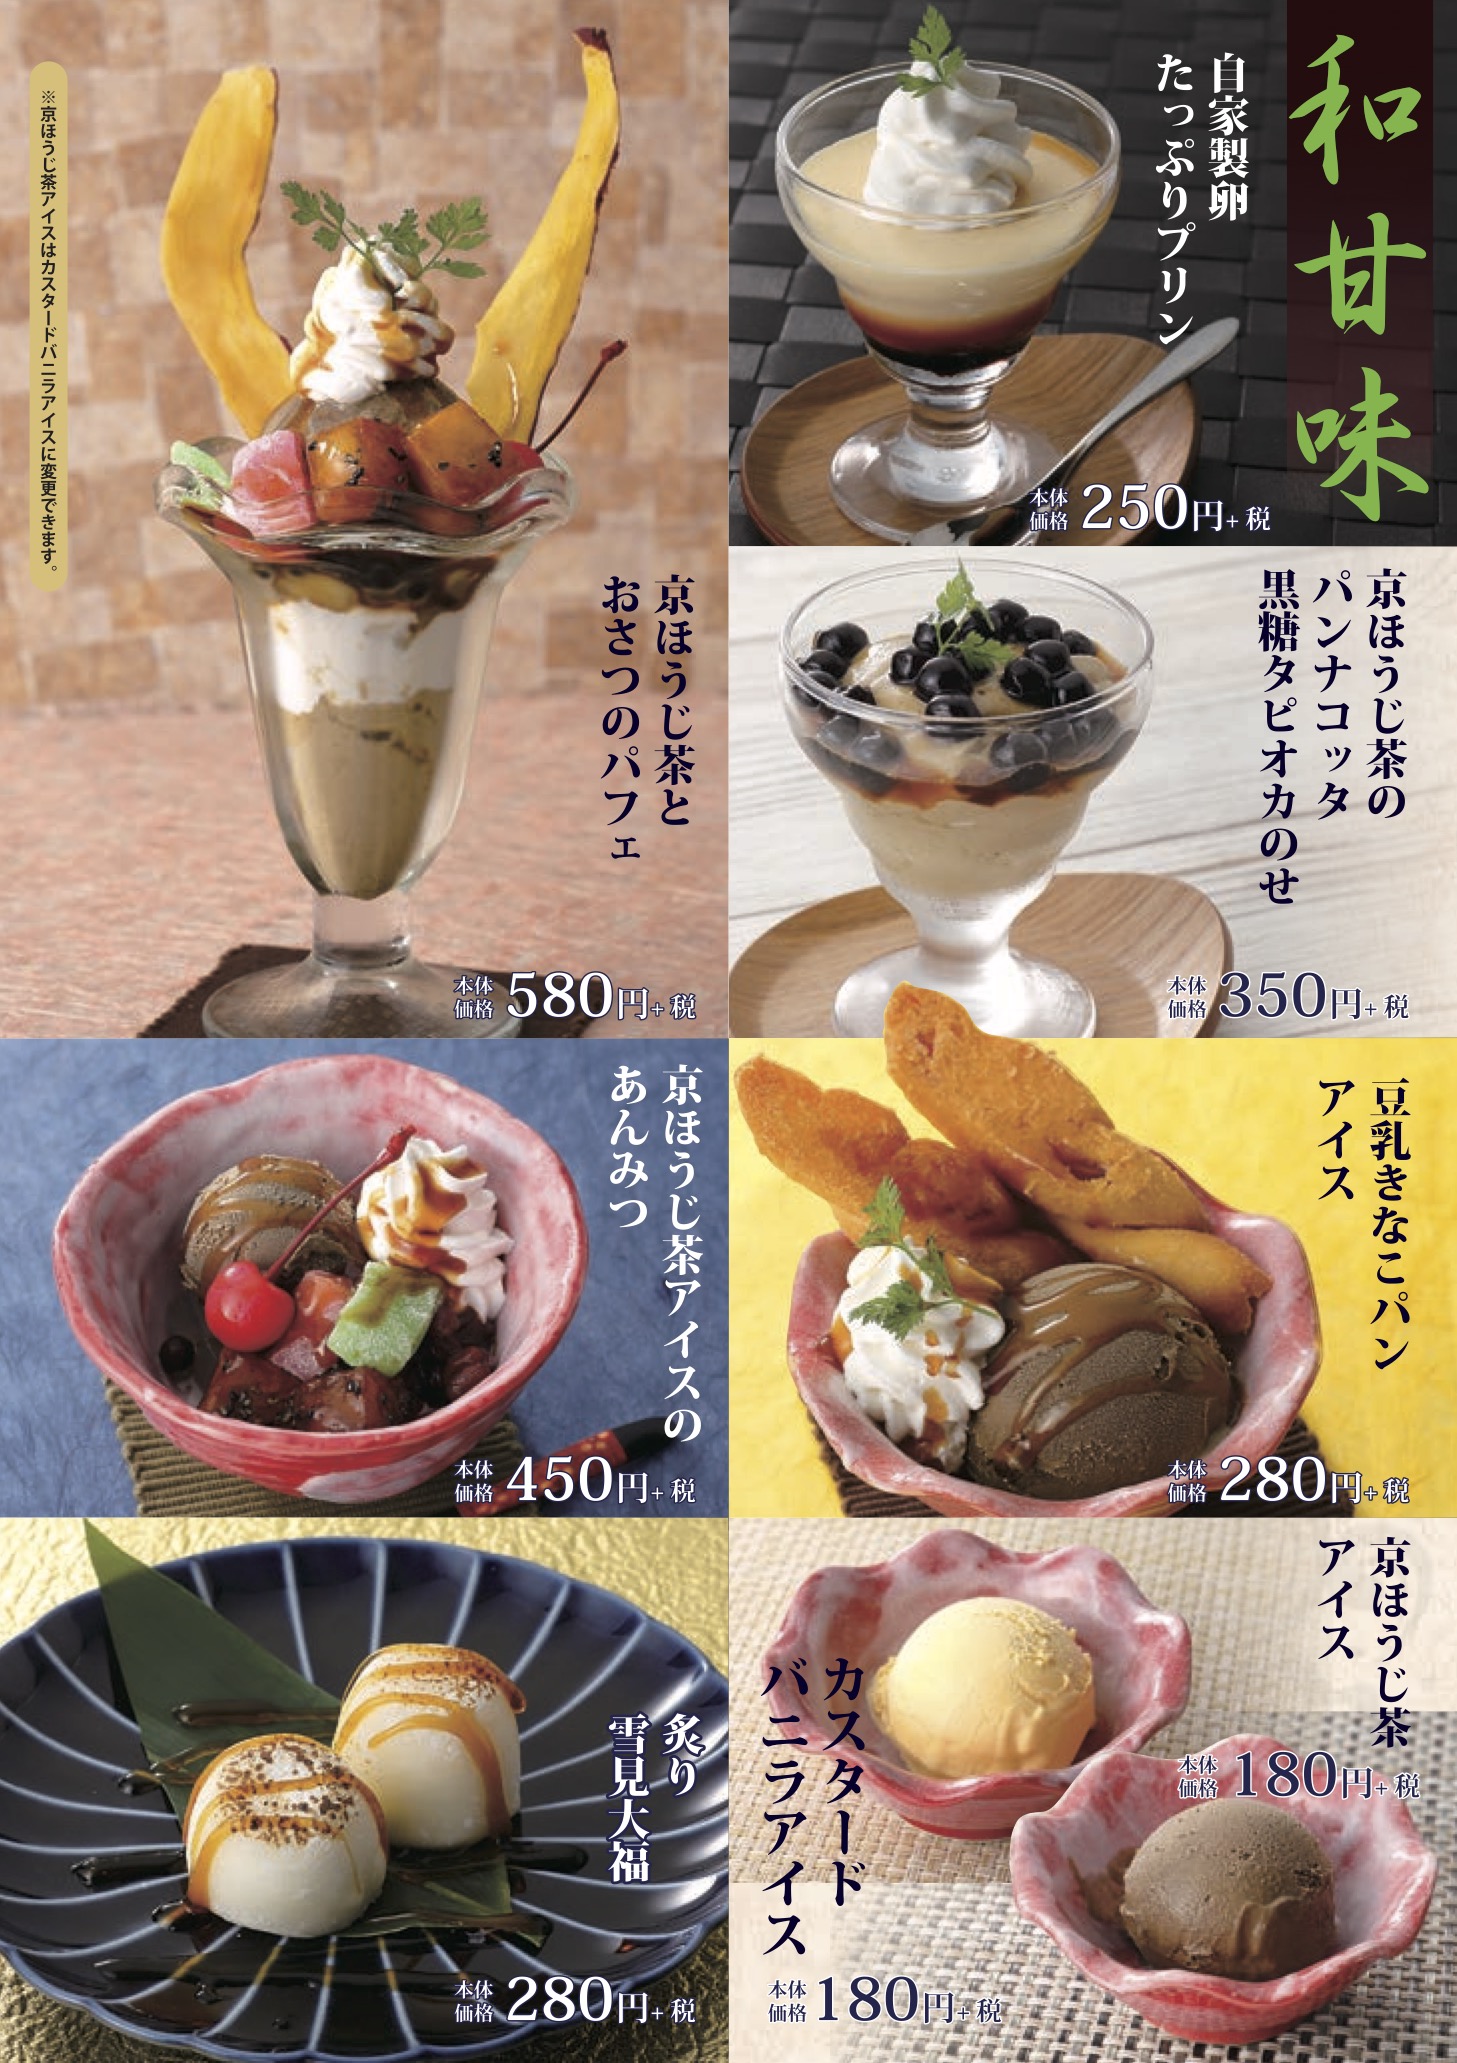 和甘味
自家製卵
たっぷりプリン
本体
価格 250円+税
京ほうじ茶の
パンナコッタ
黒糖タピオカのせ
本体
価格 350円+税
京ほうじ茶と
おさつのパフェ
本体
価格 580円+税
※京ほうじ茶アイスはカスタードバニラアイスに変更できます。
豆乳きなこパン
アイス
本体
価格 280円+税
京ほうじ茶アイスの
あんみつ
本体
価格 450円+税
京ほうじ茶
アイス
本体
価格 180円+税
カスタード
バニラアイス
本体
価格 180円+税
炙り
雪見大福
本体
価格 280円+税